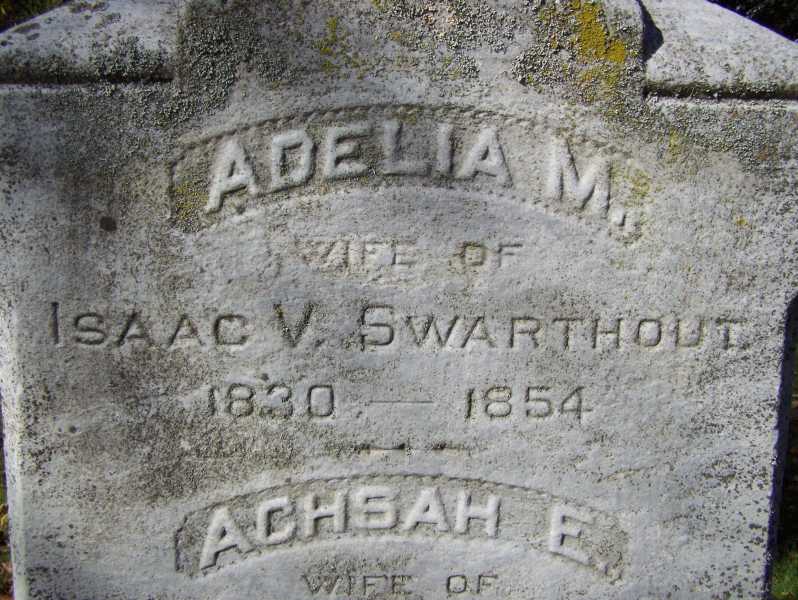 ADELIA M.,
WIFE OF
ISAAC V. SWARTHOUT
1830 — 1854
ACHSAH E.,
WIFE OF